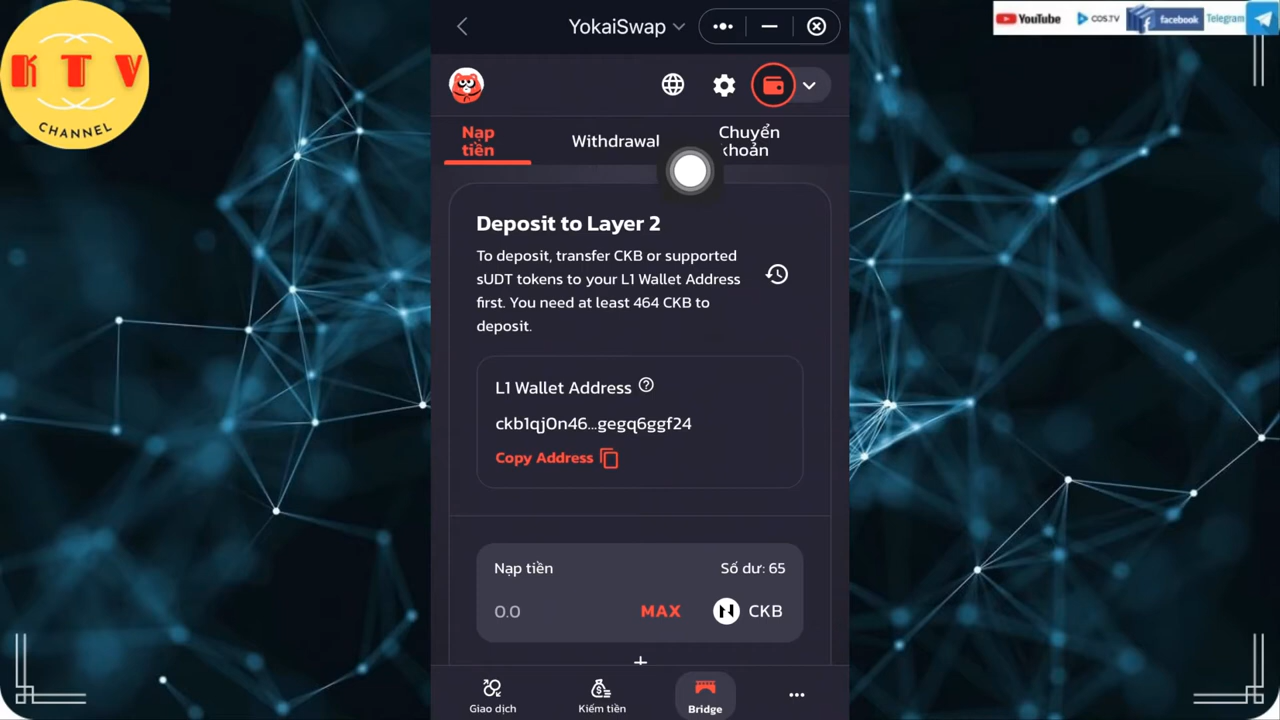 K T V
CHANNEL
YouTube
COS.TV
facebook
Telegram
YokaiSwap
Nạp tiền
Withdrawal
Chuyển khoản
Deposit to Layer 2
To deposit, transfer CKB or supported
sUDT tokens to your L1 Wallet Address
first. You need at least 464 CKB to
deposit.
L1 Wallet Address
ckb1qj0n46...gegq6ggf24
Copy Address
Nạp tiền
Số dư: 65
0.0
MAX
CKB
Giao dịch
Kiếm tiền
Bridge